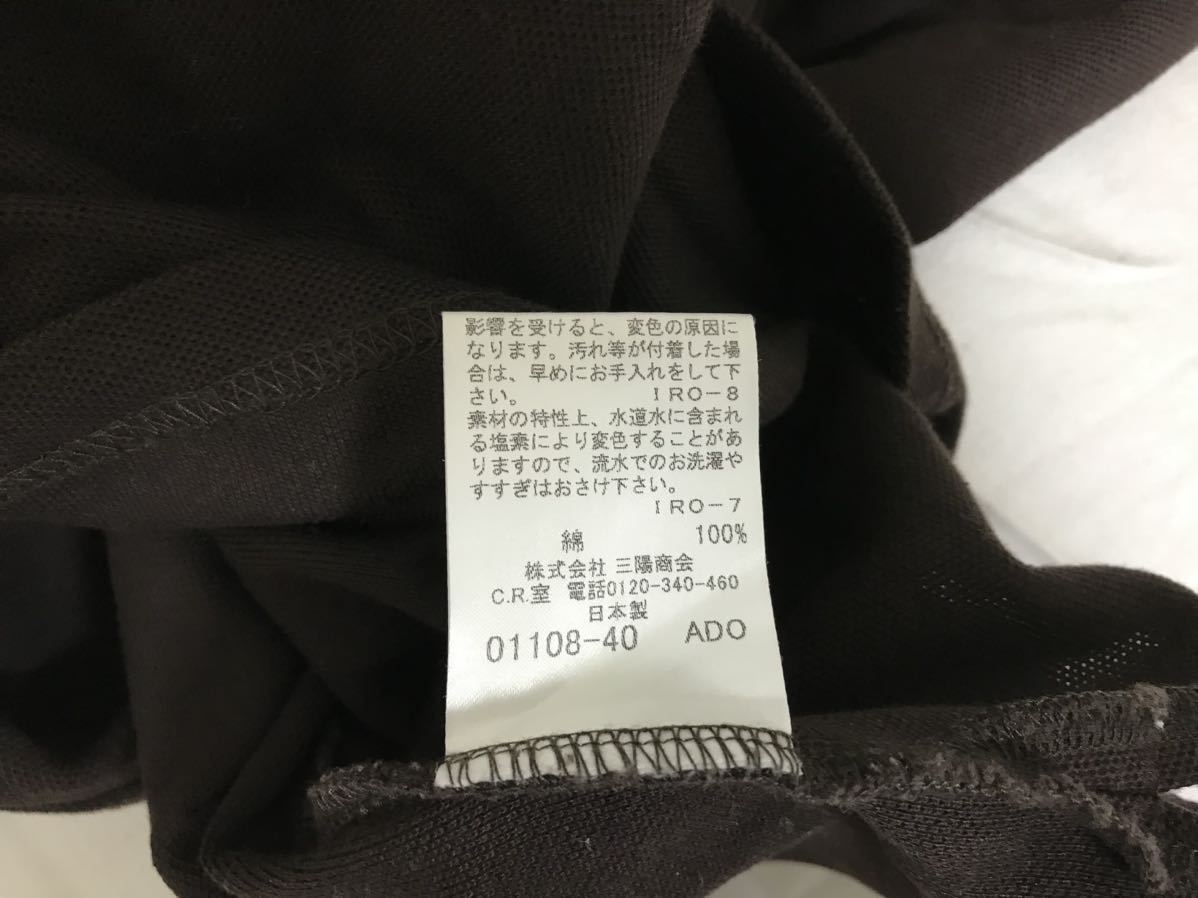 影響を受けると、変色の原因に
なります。汚れ等が付着した場
合は、早めにお手入れをして下
さい。 IRO-8
素材の特性上、水道水に含まれ
る塩素により変色することがあ
りますので、流水でのお洗濯や
すすぎはおさけ下さい。
IRO-7
綿 100%
株式会社 三陽商会
C.R.室 電話0120-340-460
日本製
01108-40 ADO